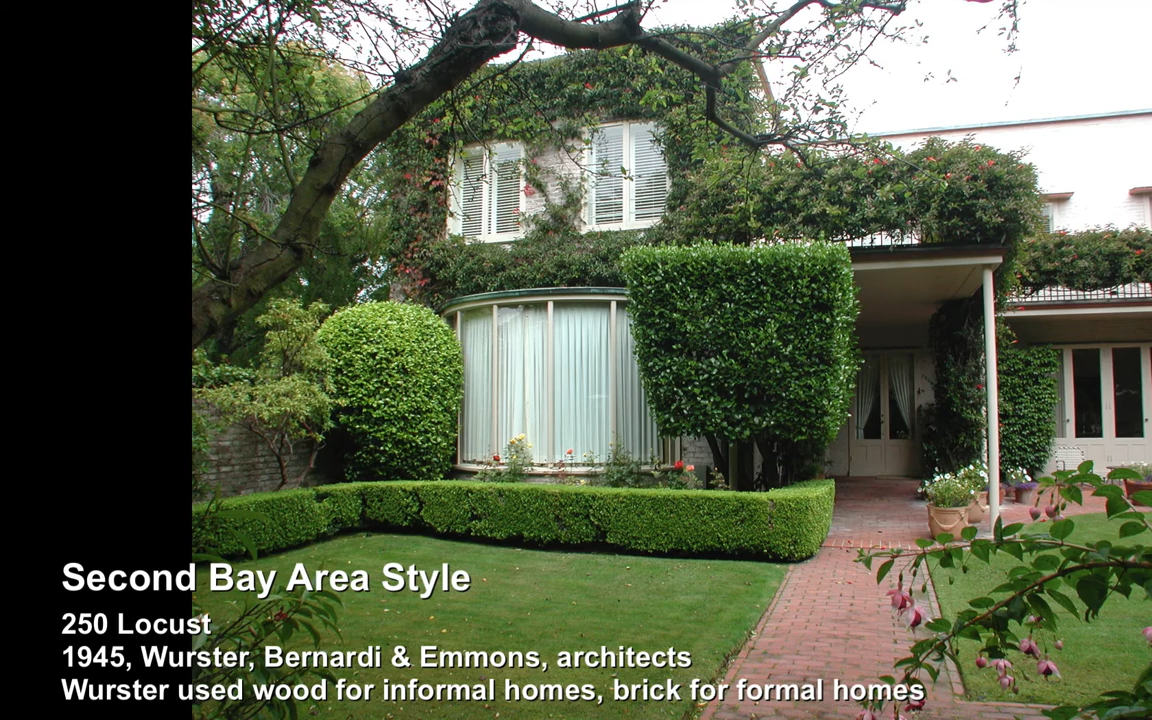 Second Bay Area Style
250 Locust
1945, Wurster, Bernardi & Emmons, architects
Wurster used wood for informal homes, brick for formal homes